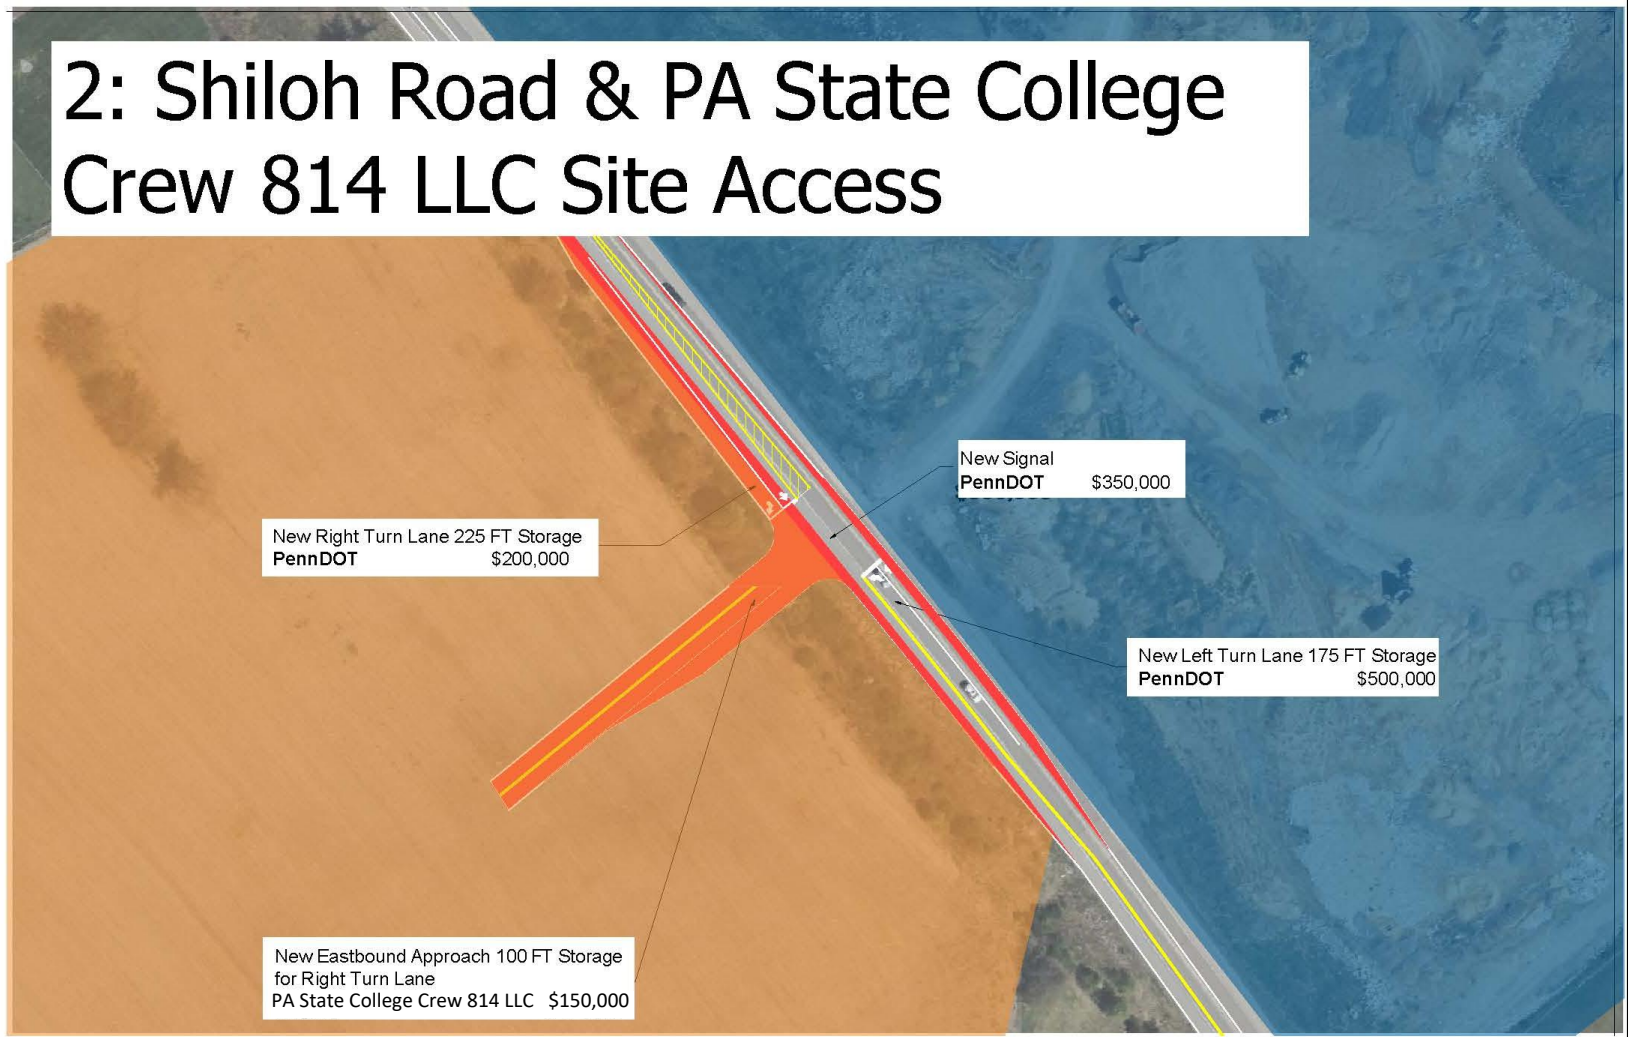 2: Shiloh Road & PA State College
Crew 814 LLC Site Access
New Signal
PennDOT $350,000
New Right Turn Lane 225 FT Storage
PennDOT $200,000
New Left Turn Lane 175 FT Storage
PennDOT $500,000
New Eastbound Approach 100 FT Storage
for Right Turn Lane
PA State College Crew 814 LLC $150,000